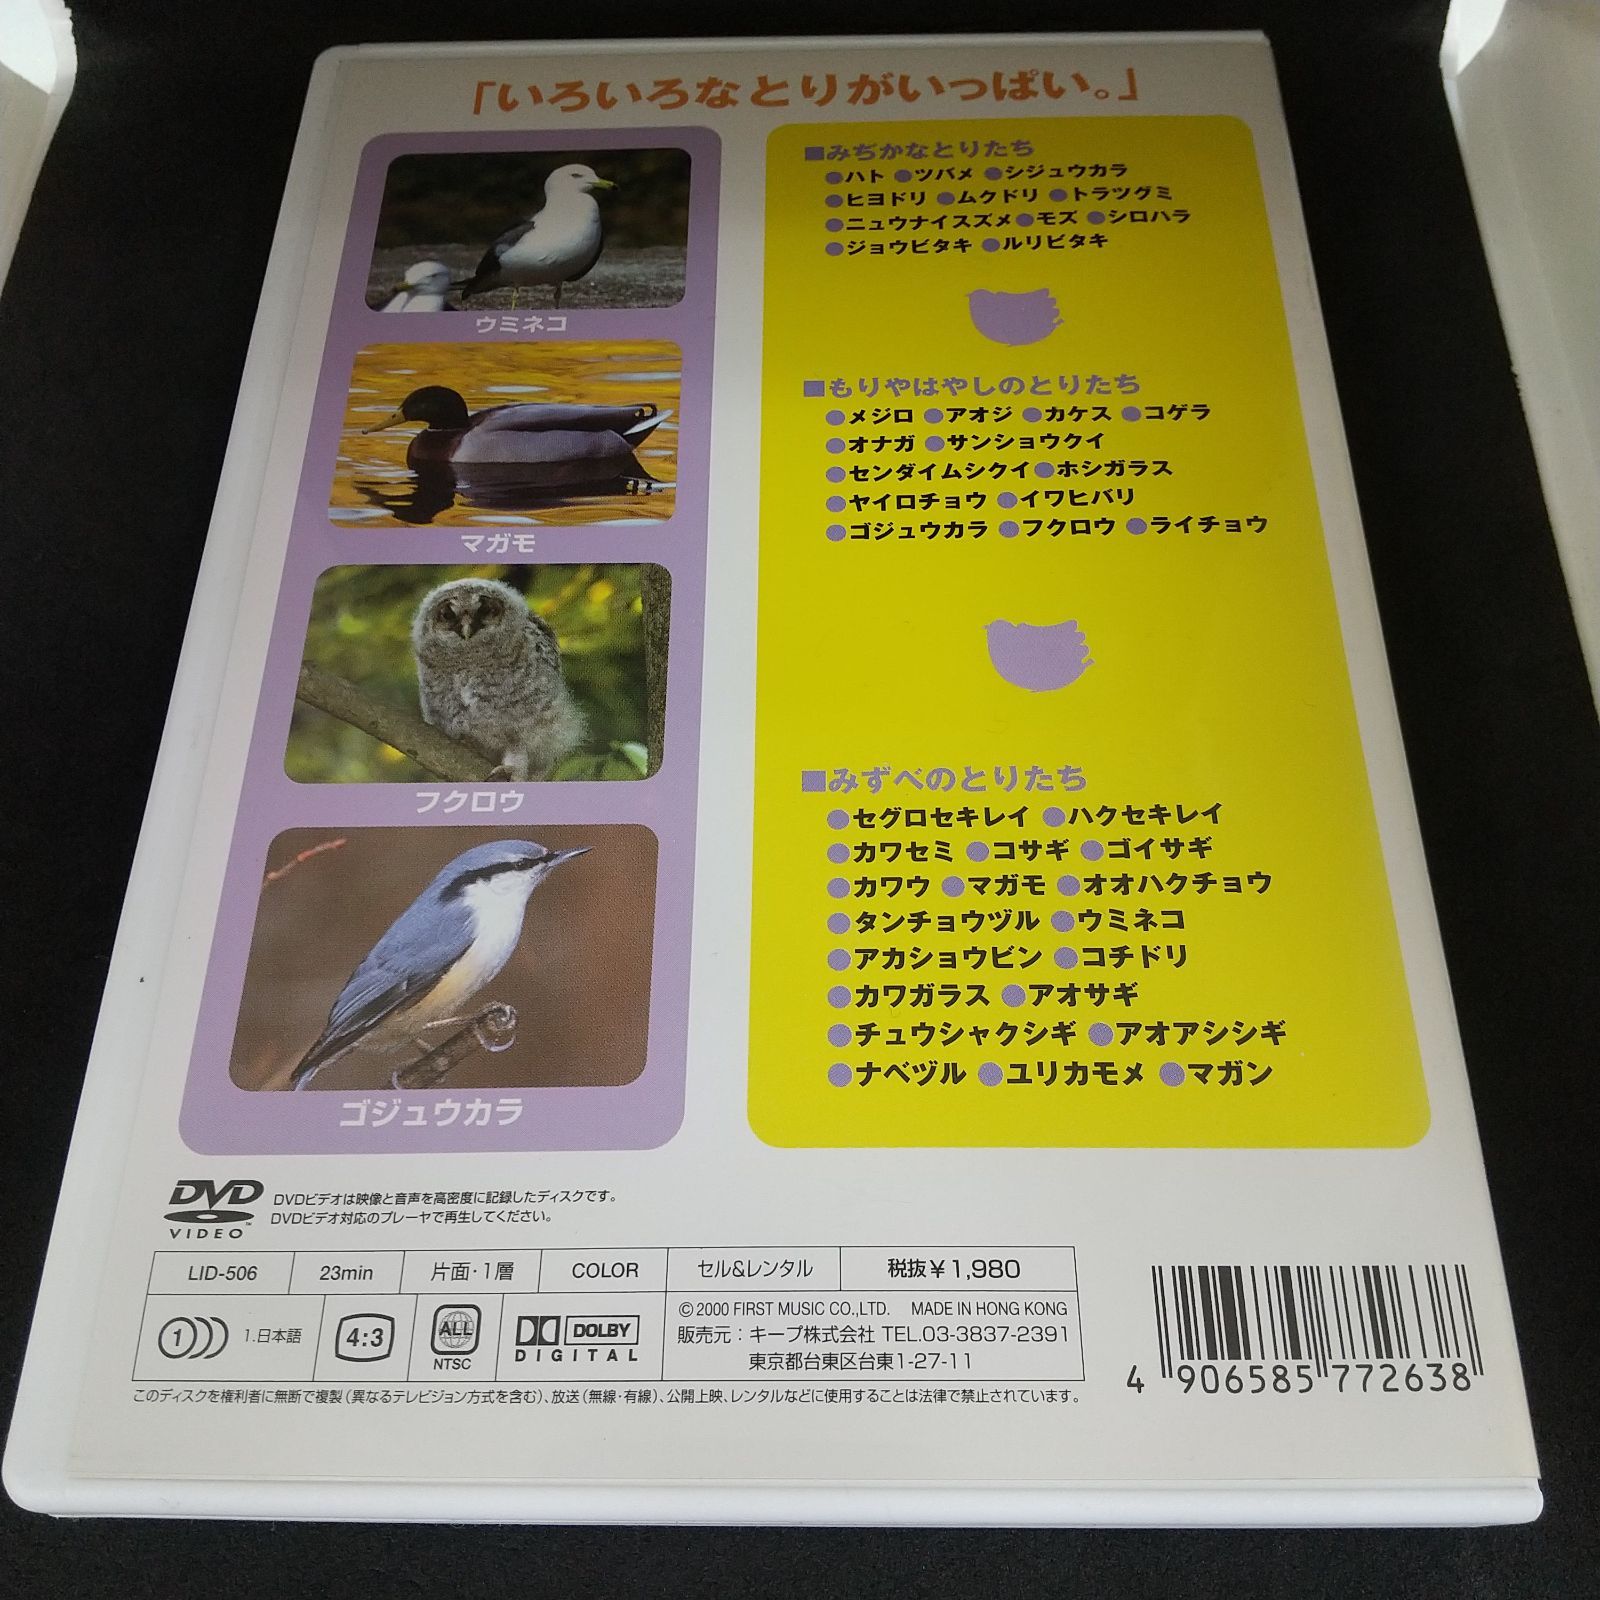 「いろいろなとりがいっぱい。」
ウミネコ
マガモ
フクロウ
ゴジュウカラ
■みぢかなとりたち
●ハト ●ツバメ ●シジュウカラ
●ヒヨドリ ●ムクドリ ●トラツグミ
●ニュウナイスズメ ●モズ ●シロハラ
●ジョウビタキ ●ルリビタキ
■もりやはやしのとりたち
●メジロ ●アオジ ●カケス ●コゲラ
●オナガ ●サンショウクイ
●センダイムシクイ ●ホシガラス
●ヤイロチョウ ●イワヒバリ
●ゴジュウカラ ●フクロウ ●ライチョウ
■みずべのとりたち
●セグロセキレイ ●ハクセキレイ
●カワセミ ●コサギ ●ゴイサギ
●カワウ ●マガモ ●オオハクチョウ
●タンチョウヅル ●ウミネコ
●アカショウビン ●コチドリ
●カワガラス ●アオサギ
●チュウシャクシギ ●アオアシシギ
●ナベヅル ●ユリカモメ ●マガン
DVD
VIDEO
DVDビデオは映像と音声を高密度に記録したディスクです。
DVDビデオ対応のプレーヤで再生してください。
LID-506 23min 片面・1層 COLOR セル&レンタル 税抜￥1,980
1 1.日本語 4:3 ALL NTSC DOLBY DIGITAL
©2000 FIRST MUSIC CO.,LTD. MADE IN HONG KONG
販売元：キープ株式会社 TEL.03-3837-2391
東京都台東区台東1-27-11
4 906585 772638
このディスクを権利者に無断で複製(異なるテレビジョン方式を含む)、放送(無線・有線)、公開上映、レンタルなどに使用することは法律で禁止されています。